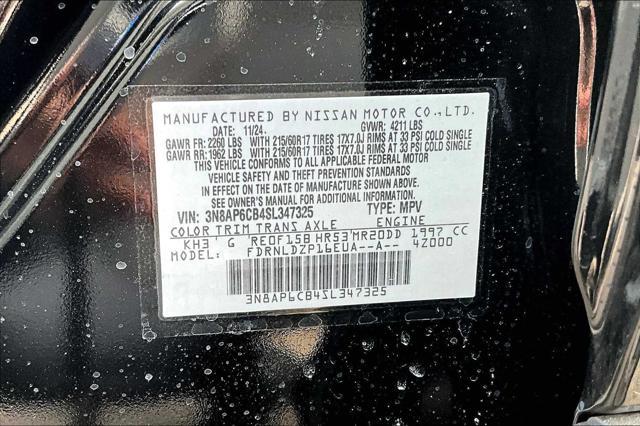 MANUFACTURED BY NISSAN MOTOR CO., LTD.
DATE: 11/24. GVWR: 4211 LBS
GAWR FR: 2260 LBS WITH 215/60R17 TIRES 17X7.0J RIMS AT 33 PSI COLD SINGLE
GAWR RR: 1962 LBS WITH 215/60R17 TIRES 17X7.0J RIMS AT 33 PSI COLD SINGLE
THIS VEHICLE CONFORMS TO ALL APPLICABLE FEDERAL MOTOR
VEHICLE SAFETY AND THEFT PREVENTION STANDARDS
IN EFFECT ON THE DATE OF MANUFACTURE SHOWN ABOVE.
SEE OWNER'S MANUAL FOR ADDITIONAL INFORMATION.
VIN: 3N8AP6CB4SL347325 TYPE: MPV
COLOR TRIM TRANS AXLE ENGINE
KH3 G RE0F15B HR53 MR20DD 1997 CC
MODEL: FDRNLDZP16EUA--A-- 4Z000
3N8AP6CB4SL347325